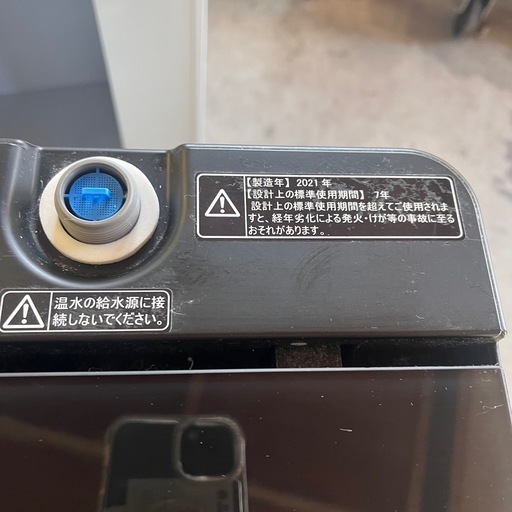 【製造年】 2021 年
【設計上の標準使用期間】 7年
設計上の標準使用期間を超えてご使用されま
すと、経年劣化による発火・けが等の事故に至る
おそれがあります。
温水の給水源に接
続しないでください。